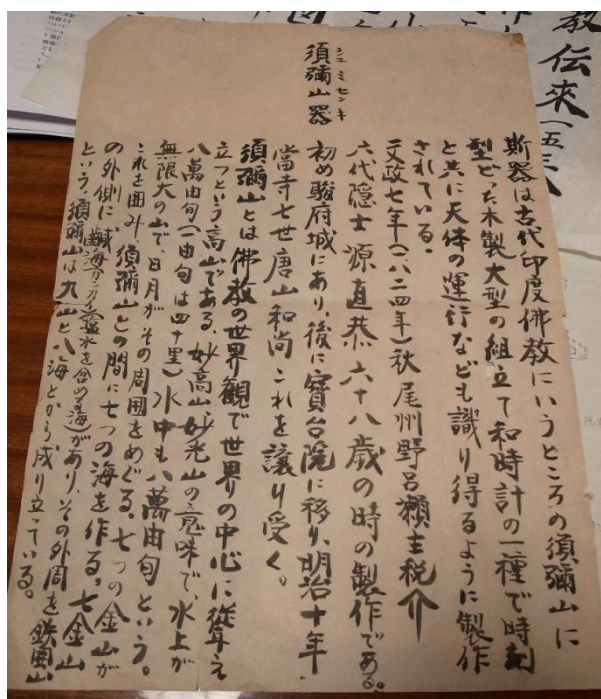 シュミセンキ
須彌山器
斯器は古代印度佛教にいうところの須彌山に
型どった木製大型の組立て和時計の一種で時刻
と共に天体の運行なども識り得るように製作
されている。
文政七年(一八二四年)秋 尾州野呂瀬主税介
六代隠士 源直恭 六十八歳の時の製作である。
初め駿府城にあり、後に寳台院に移り、明治十年
當寺七世唐山和尚これを譲り受く。
須彌山とは佛教の世界観で世界の中心に聳え
立つという高山である、妙高山、妙光山の意味で、水上が
八萬由旬(一由旬は四十里)水中も八萬由旬という。
無限大の山で、日月がその周囲をめぐる。七つの金山が
これを囲み、須彌山との間に七つの海を作る。七金山
の外側に、鹹海(カンカイ)(塩水を含める海)があり、その外周を鉄圍山
という、須彌山は九山と八海とから成り立っている。
教伝来(五三八